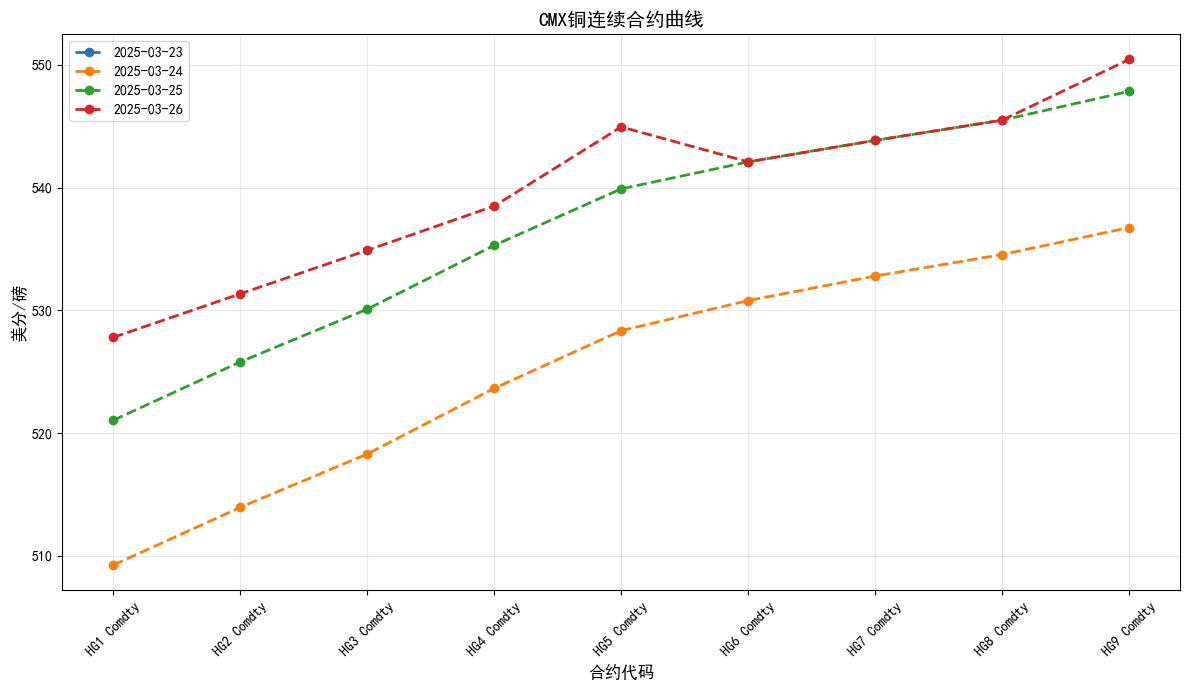 CMX铜连续合约曲线
2025-03-23
2025-03-24
2025-03-25
2025-03-26
美分/磅
550
540
530
520
510
HG1 Comdty
HG2 Comdty
HG3 Comdty
HG4 Comdty
HG5 Comdty
HG6 Comdty
HG7 Comdty
HG8 Comdty
HG9 Comdty
合约代码